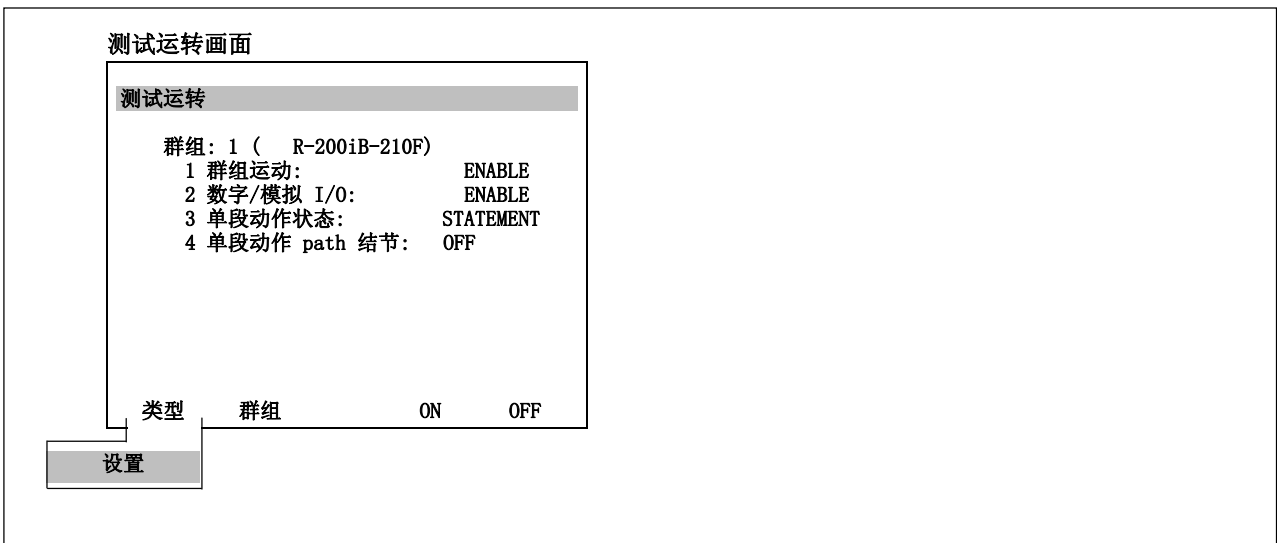 测试运转画面
测试运转
群组: 1 ( R-200iB-210F)
1 群组运动: ENABLE
2 数字/模拟 I/O: ENABLE
3 单段动作状态: STATEMENT
4 单段动作 path 结节: OFF
类型 群组 ON OFF
设置